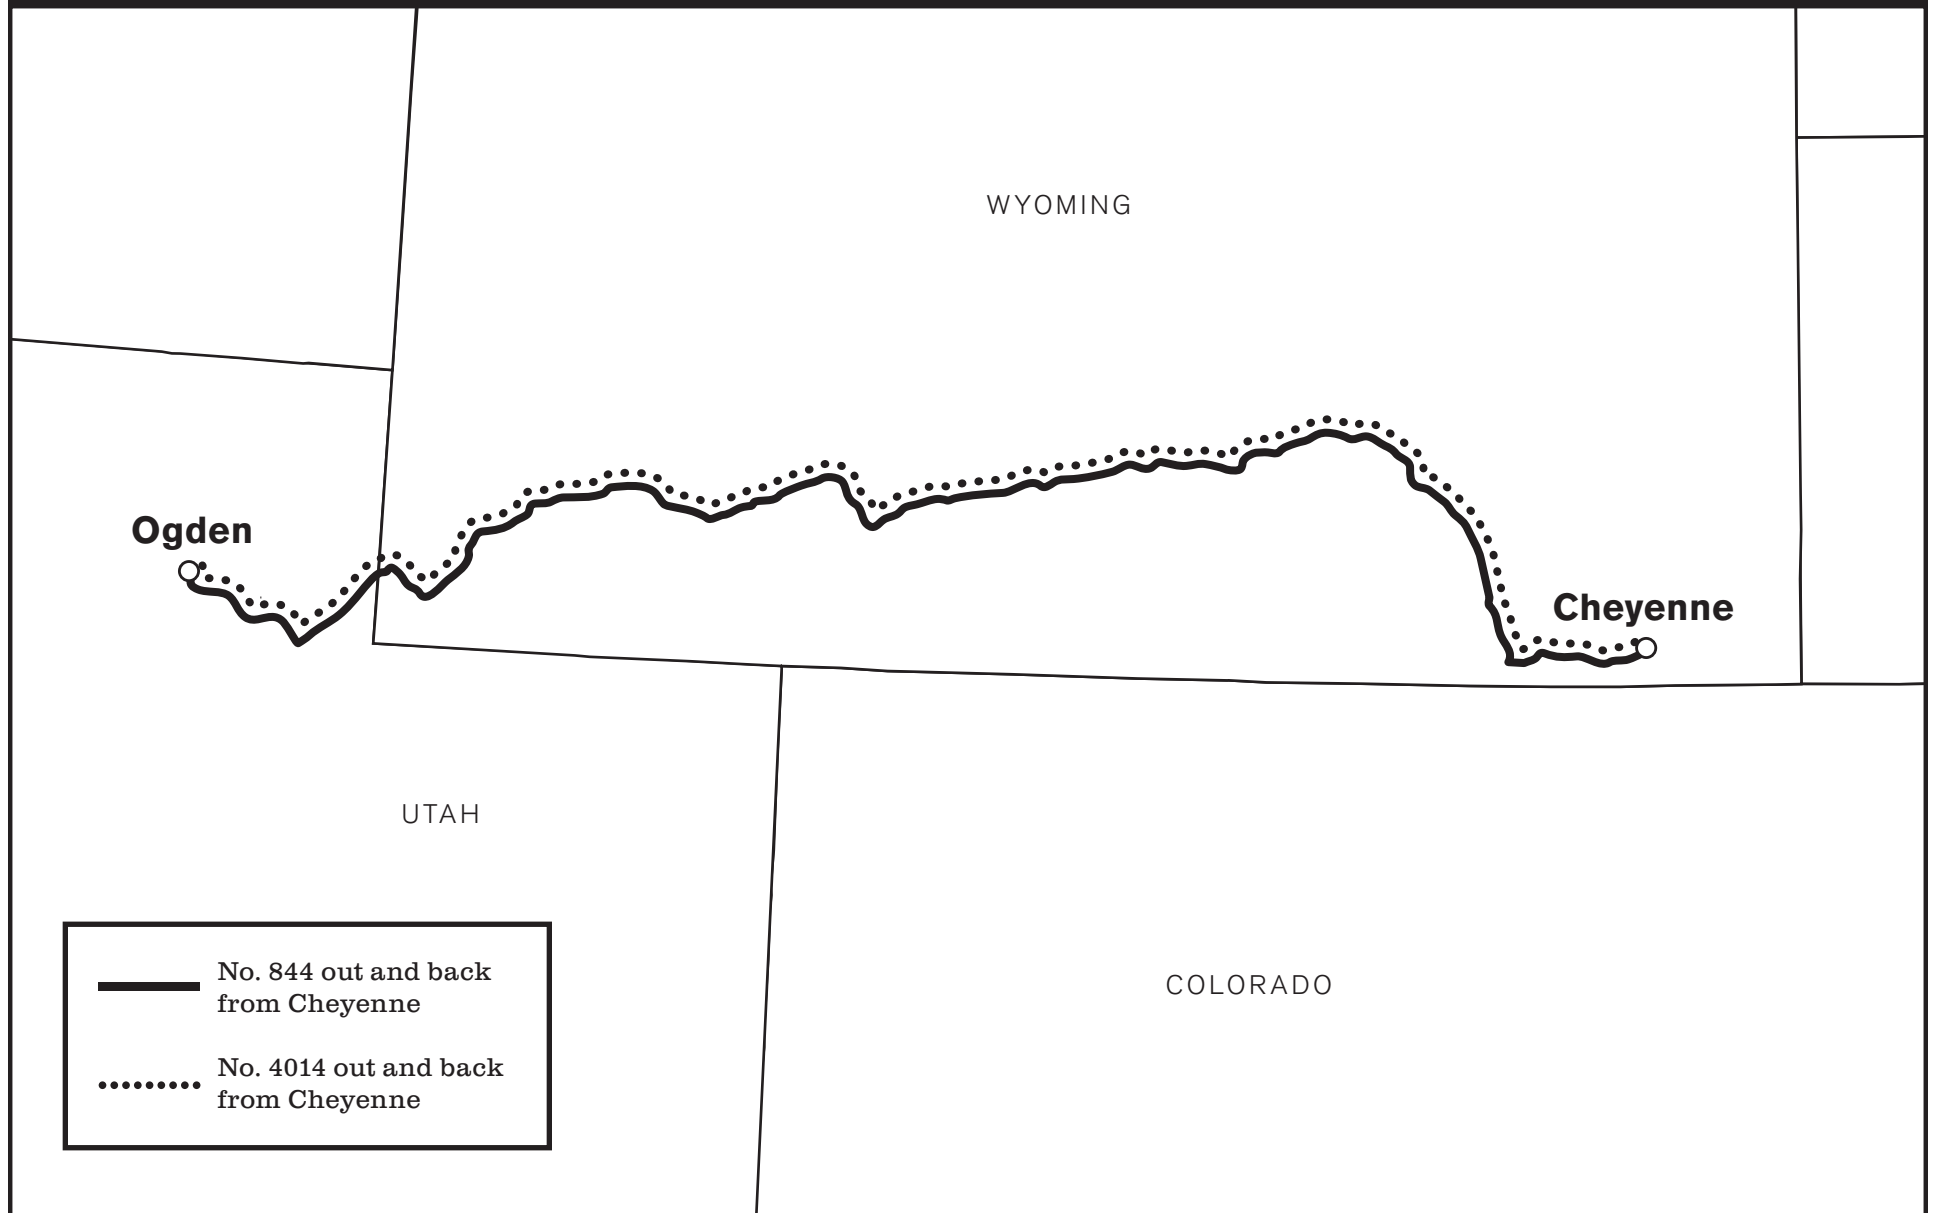 WYOMING
Ogden
Cheyenne
UTAH
COLORADO
No. 844 out and back
from Cheyenne
No. 4014 out and back
from Cheyenne